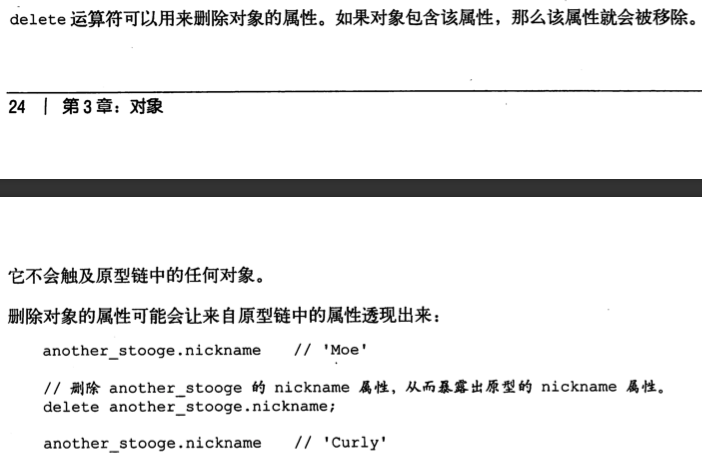 delete 运算符可以用来删除对象的属性。如果对象包含该属性，那么该属性就会被移除。
24 | 第 3 章：对象
它不会触及原型链中的任何对象。
删除对象的属性可能会让来自原型链中的属性透现出来：
another_stooge.nickname // 'Moe'
// 删除 another_stooge 的 nickname 属性，从而暴露出原型的 nickname 属性。
delete another_stooge.nickname;
another_stooge.nickname // 'Curly'